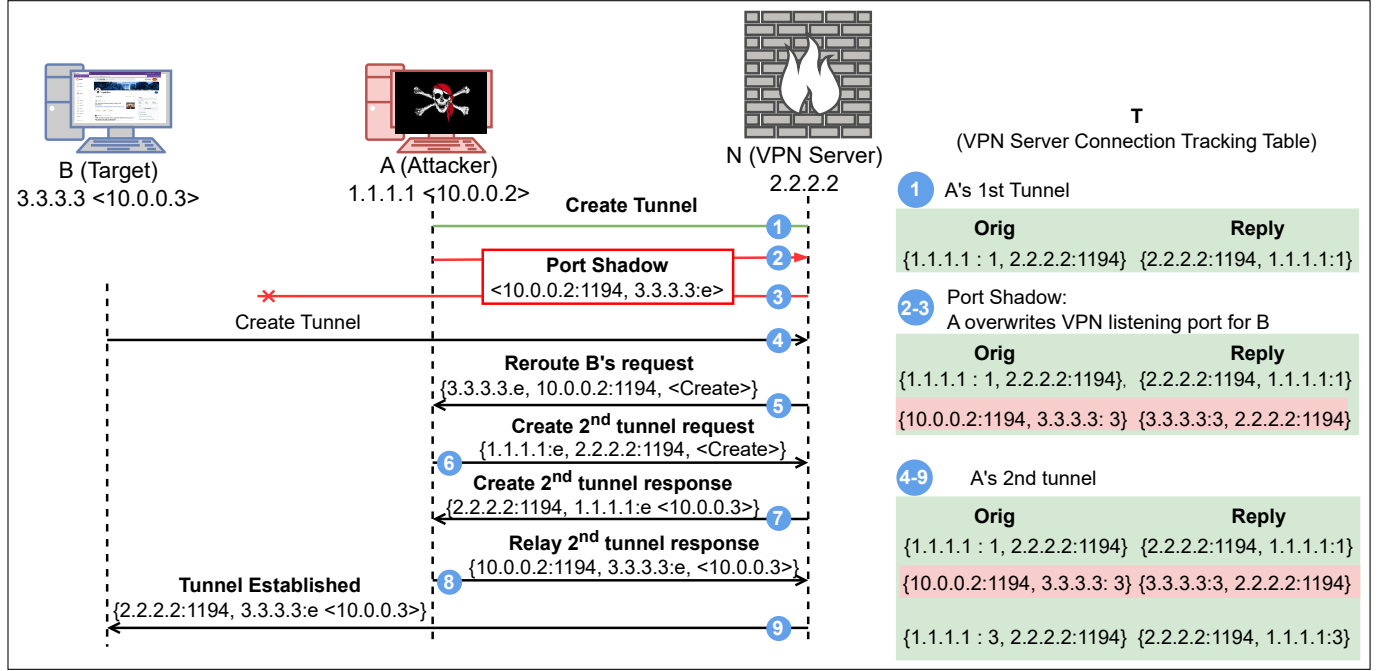 B (Target)
3.3.3.3 <10.0.0.3>
A (Attacker)
1.1.1.1 <10.0.0.2>
N (VPN Server)
2.2.2.2
Create Tunnel
1
2
Port Shadow
<10.0.0.2:1194, 3.3.3.3:e>
3
Create Tunnel
4
Reroute B's request
{3.3.3.3.e, 10.0.0.2:1194, <Create>}
5
Create 2nd tunnel request
{1.1.1.1:e, 2.2.2.2:1194, <Create>}
6
Create 2nd tunnel response
{2.2.2.2:1194, 1.1.1.1:e <10.0.0.3>}
7
Relay 2nd tunnel response
{10.0.0.2:1194, 3.3.3.3:e, <10.0.0.3>}
8
Tunnel Established
{2.2.2.2:1194, 3.3.3.3:e <10.0.0.3>}
9
T
(VPN Server Connection Tracking Table)
1 A's 1st Tunnel
Orig Reply
{1.1.1.1 : 1, 2.2.2.2:1194} {2.2.2.2:1194, 1.1.1.1:1}
2-3 Port Shadow:
A overwrites VPN listening port for B
Orig Reply
{1.1.1.1 : 1, 2.2.2.2:1194}, {2.2.2.2:1194, 1.1.1.1:1}
{10.0.0.2:1194, 3.3.3.3: 3} {3.3.3.3:3, 2.2.2.2:1194}
4-9 A's 2nd tunnel
Orig Reply
{1.1.1.1 : 1, 2.2.2.2:1194} {2.2.2.2:1194, 1.1.1.1:1}
{10.0.0.2:1194, 3.3.3.3: 3} {3.3.3.3:3, 2.2.2.2:1194}
{1.1.1.1 : 3, 2.2.2.2:1194} {2.2.2.2:1194, 1.1.1.1:3}